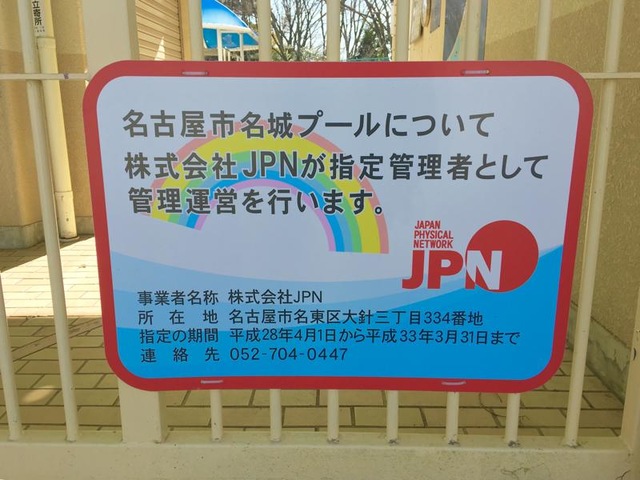 立寄所
名古屋市名城プールについて
株式会社JPNが指定管理者として
管理運営を行います。
JAPAN
PHYSICAL
NETWORK
JPN
事業者名称 株式会社JPN
所在地 名古屋市名東区大針三丁目334番地
指定の期間 平成28年4月1日から平成33年3月31日まで
連絡先 052-704-0447